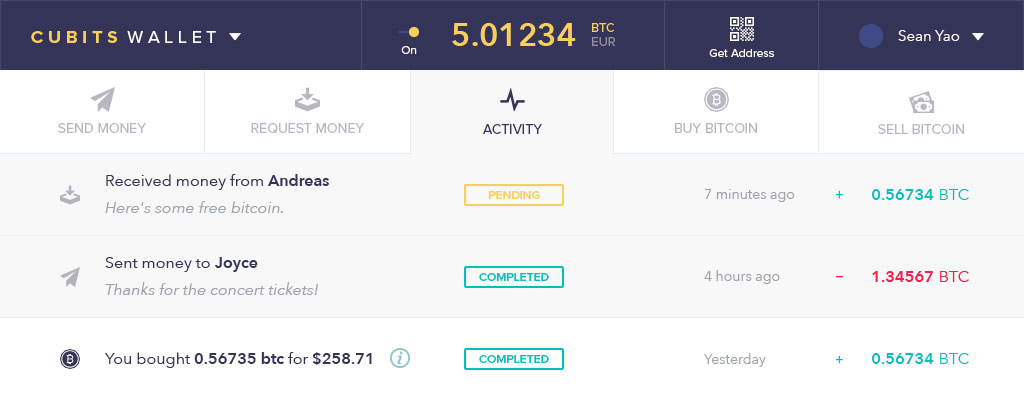 CUBITS WALLET
On
5.01234
BTC
EUR
Get Address
Sean Yao
SEND MONEY
REQUEST MONEY
ACTIVITY
BUY BITCOIN
SELL BITCOIN
Received money from Andreas
Here's some free bitcoin.
PENDING
7 minutes ago
+ 0.56734 BTC
Sent money to Joyce
Thanks for the concert tickets!
COMPLETED
4 hours ago
– 1.34567 BTC
You bought 0.56735 btc for $258.71 i
COMPLETED
Yesterday
+ 0.56734 BTC